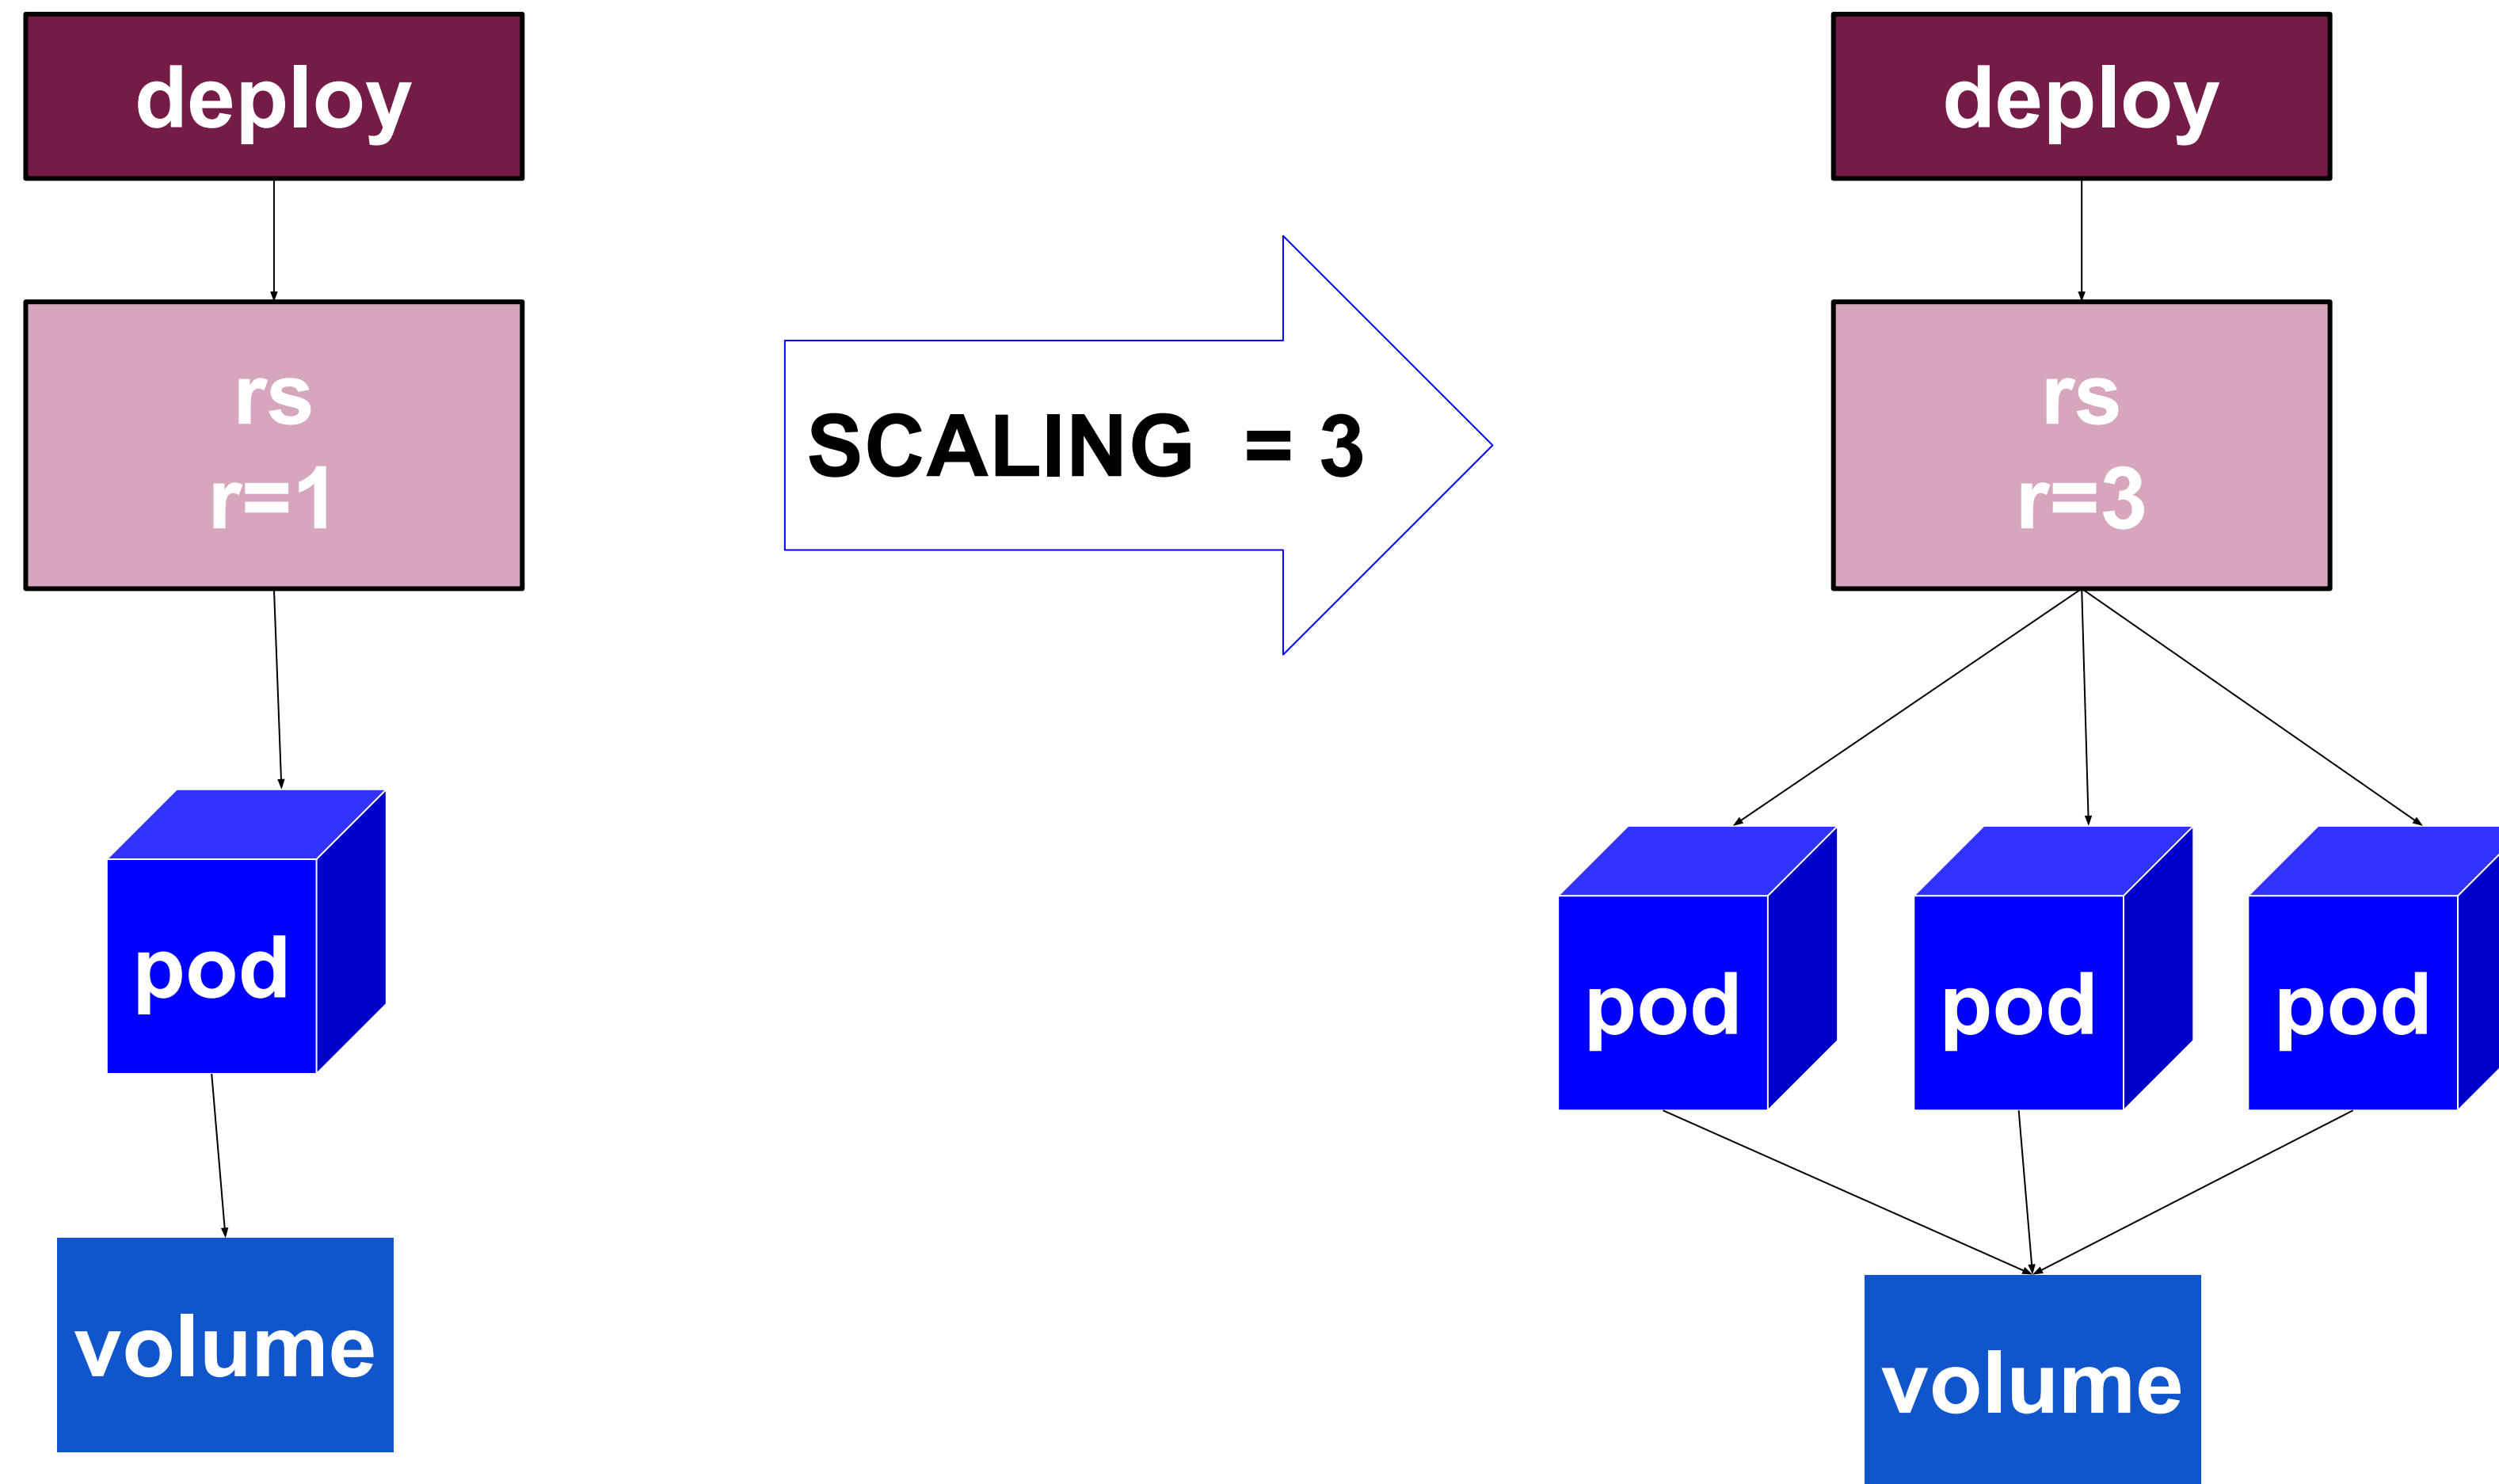 deploy
rs
r=1
pod
volume
SCALING = 3
deploy
rs
r=3
pod
pod
pod
volume